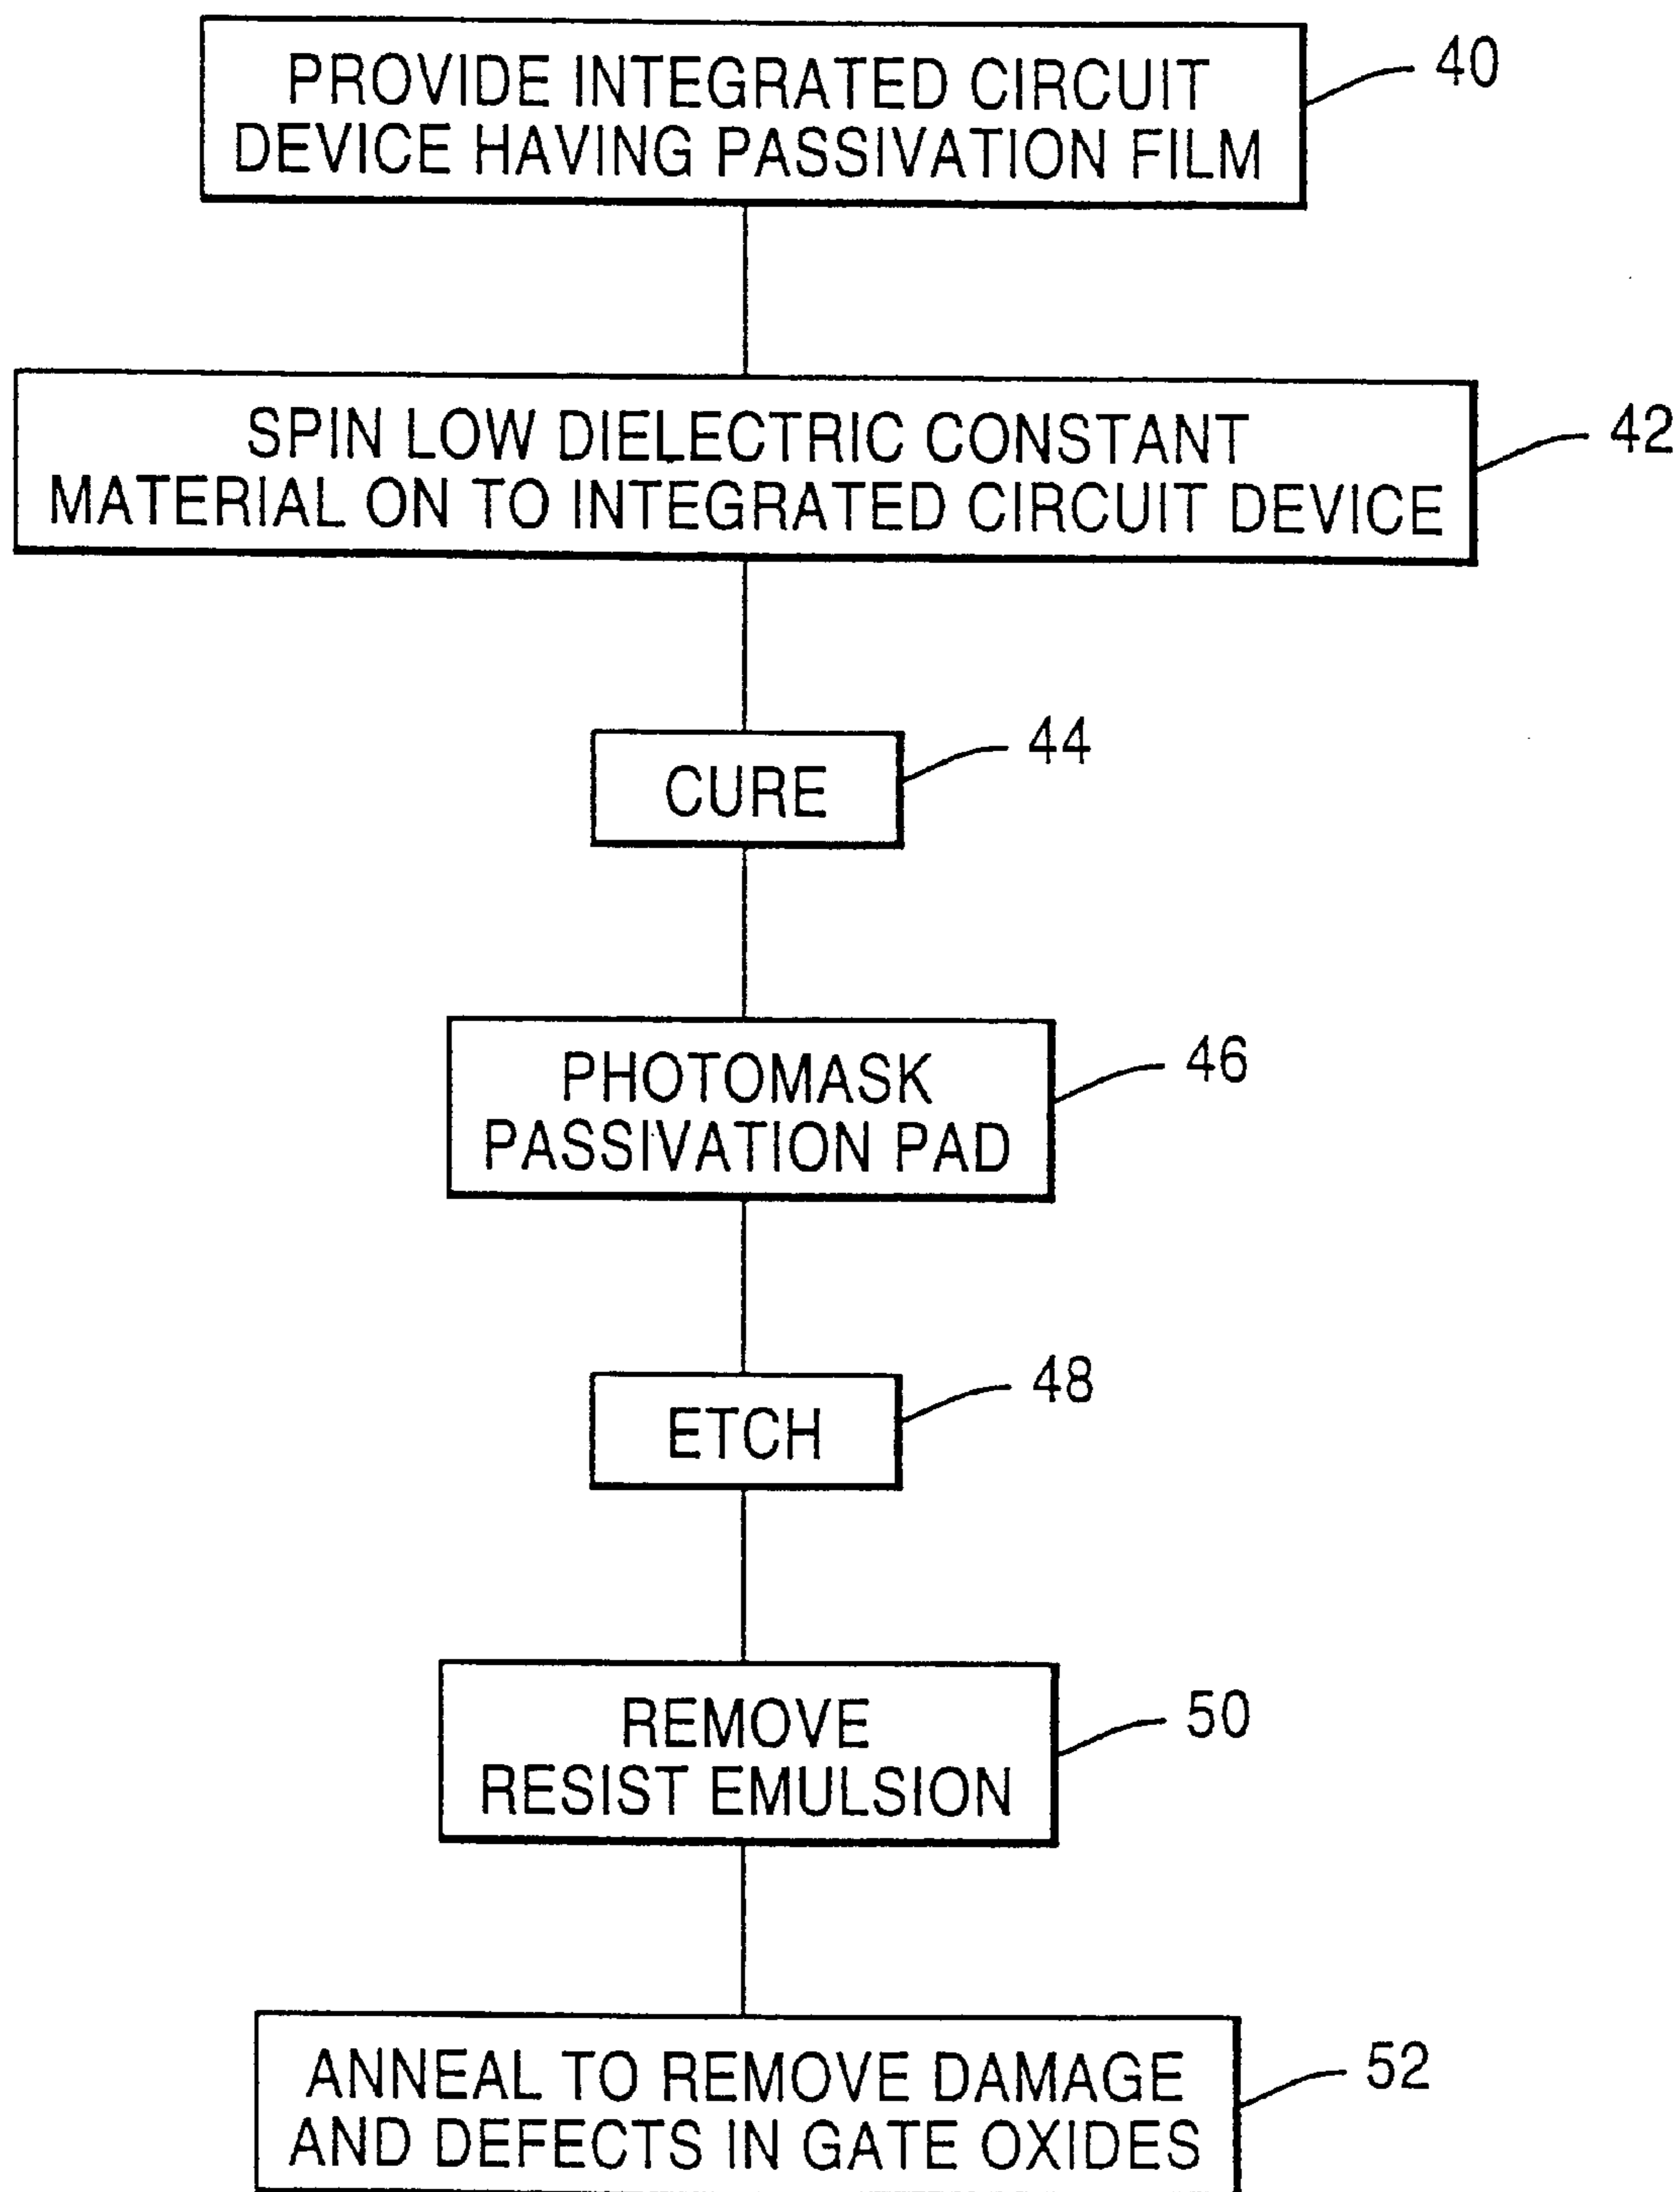 PROVIDE INTEGRATED CIRCUIT
DEVICE HAVING PASSIVATION FILM
40
SPIN LOW DIELECTRIC CONSTANT
MATERIAL ON TO INTEGRATED CIRCUIT DEVICE
42
CURE
44
PHOTOMASK
PASSIVATION PAD
46
ETCH
48
REMOVE
RESIST EMULSION
50
ANNEAL TO REMOVE DAMAGE
AND DEFECTS IN GATE OXIDES
52